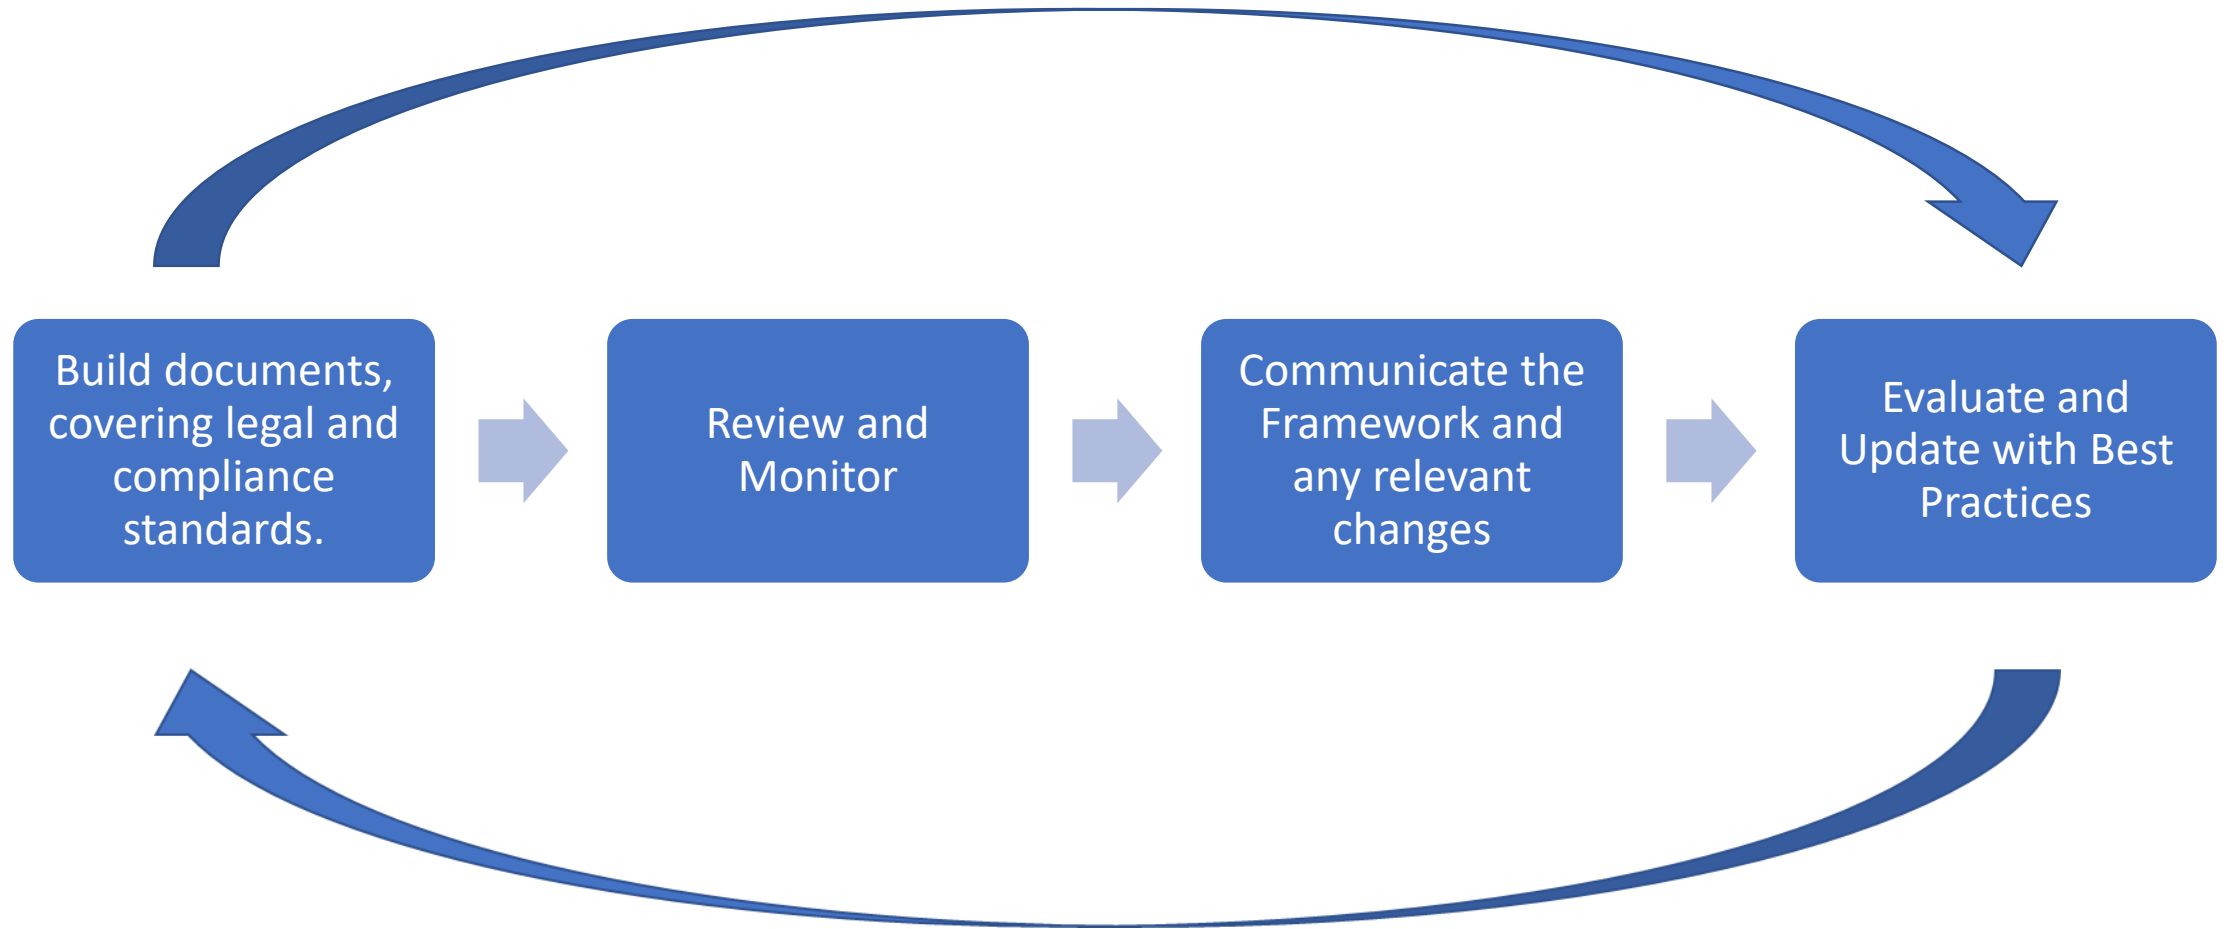 Build documents,
covering legal and
compliance
standards.
Review and
Monitor
Communicate the
Framework and
any relevant
changes
Evaluate and
Update with Best
Practices